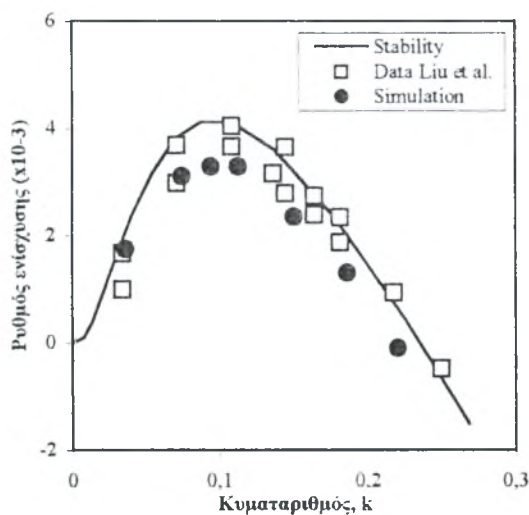 6
4
2
0
-2
Ρυθμός ενίσχυσης (x10-3)
Stability
Data Liu et al.
Simulation
0
0,1
0,2
0,3
Κυματαριθμός, k